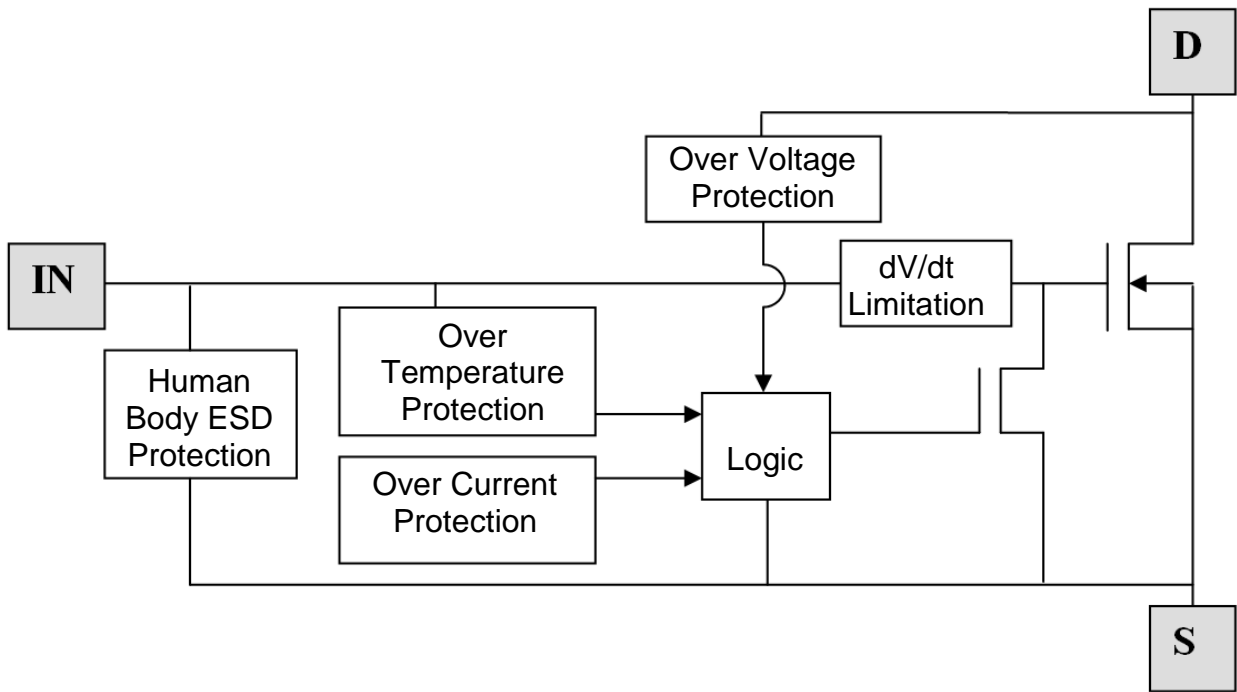 D
Over Voltage
Protection
IN
dV/dt
Limitation
Over
Temperature
Protection
Human
Body ESD
Protection
Logic
Over Current
Protection
S